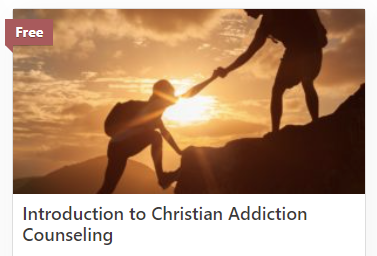 Free
Introduction to Christian Addiction
Counseling